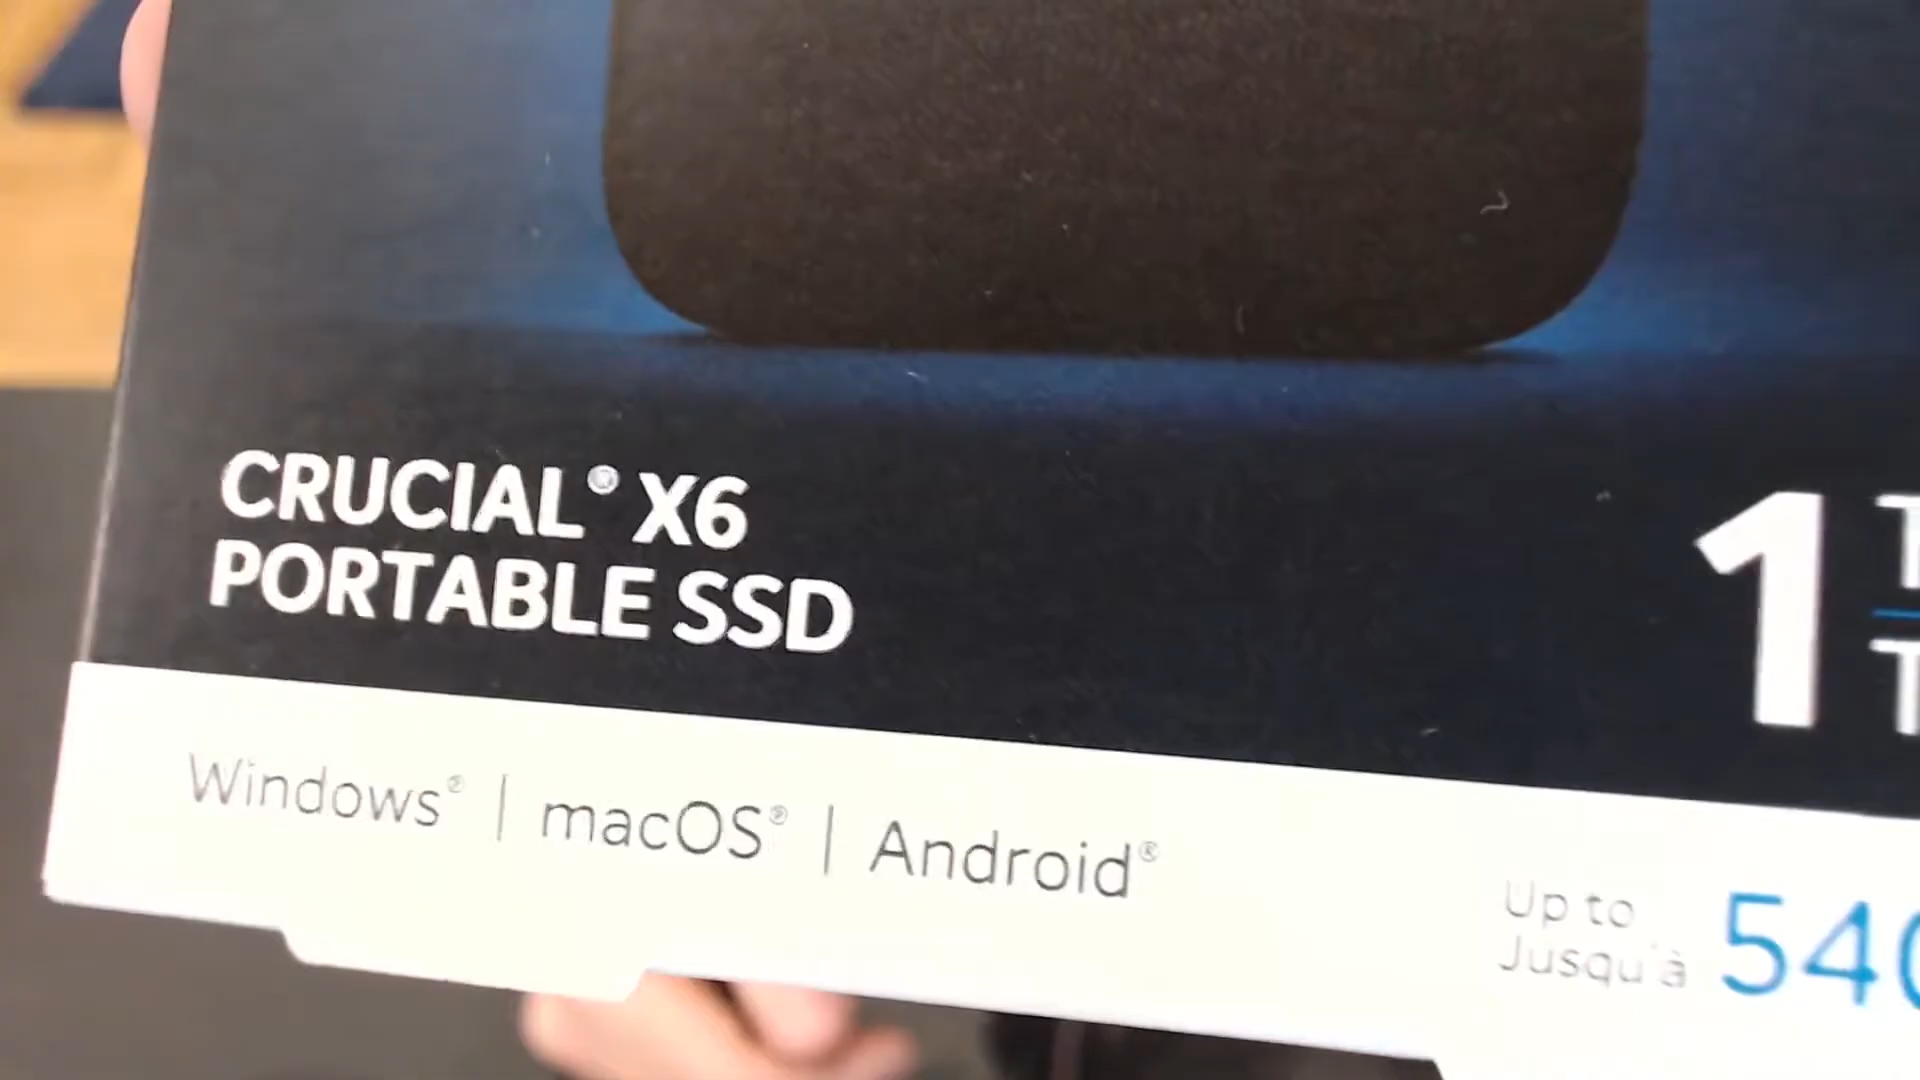 CRUCIAL® X6
PORTABLE SSD
1 T
T
Windows® | macOS® | Android®
Up to
Jusqu'à
540